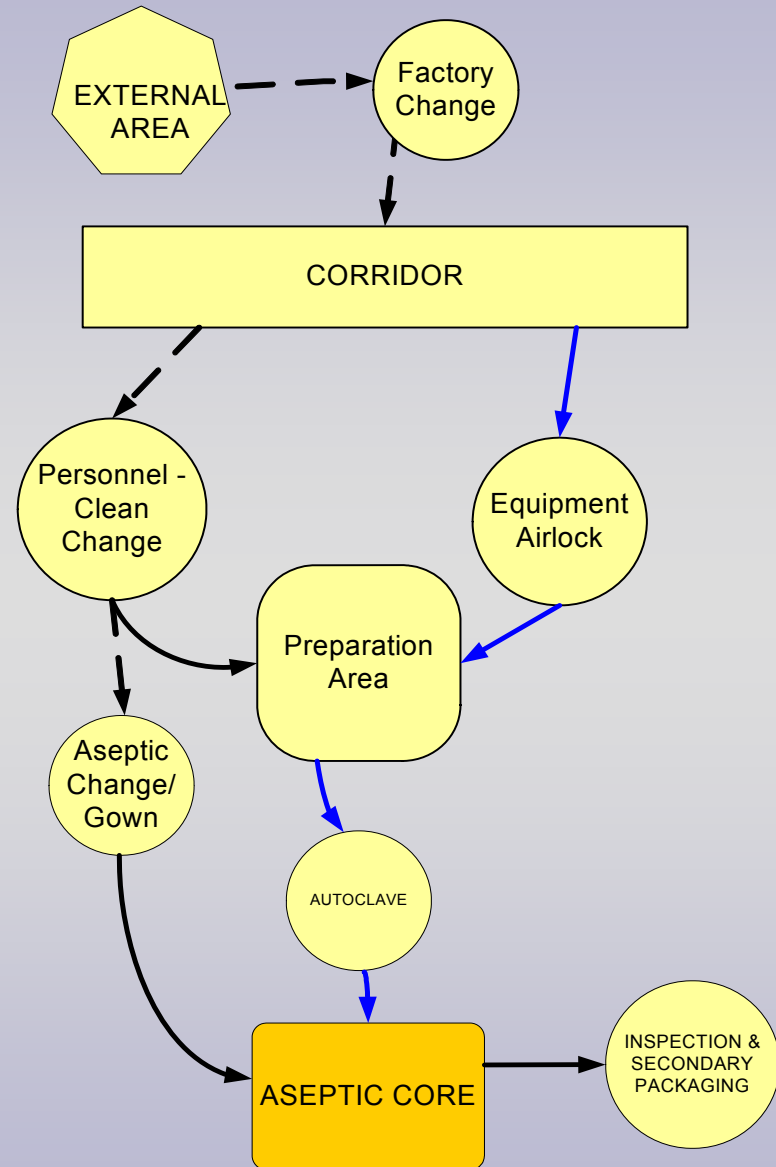 EXTERNAL
AREA
Factory
Change
CORRIDOR
Personnel -
Clean
Change
Equipment
Airlock
Preparation
Area
Aseptic
Change/
Gown
AUTOCLAVE
ASEPTIC CORE
INSPECTION &
SECONDARY
PACKAGING